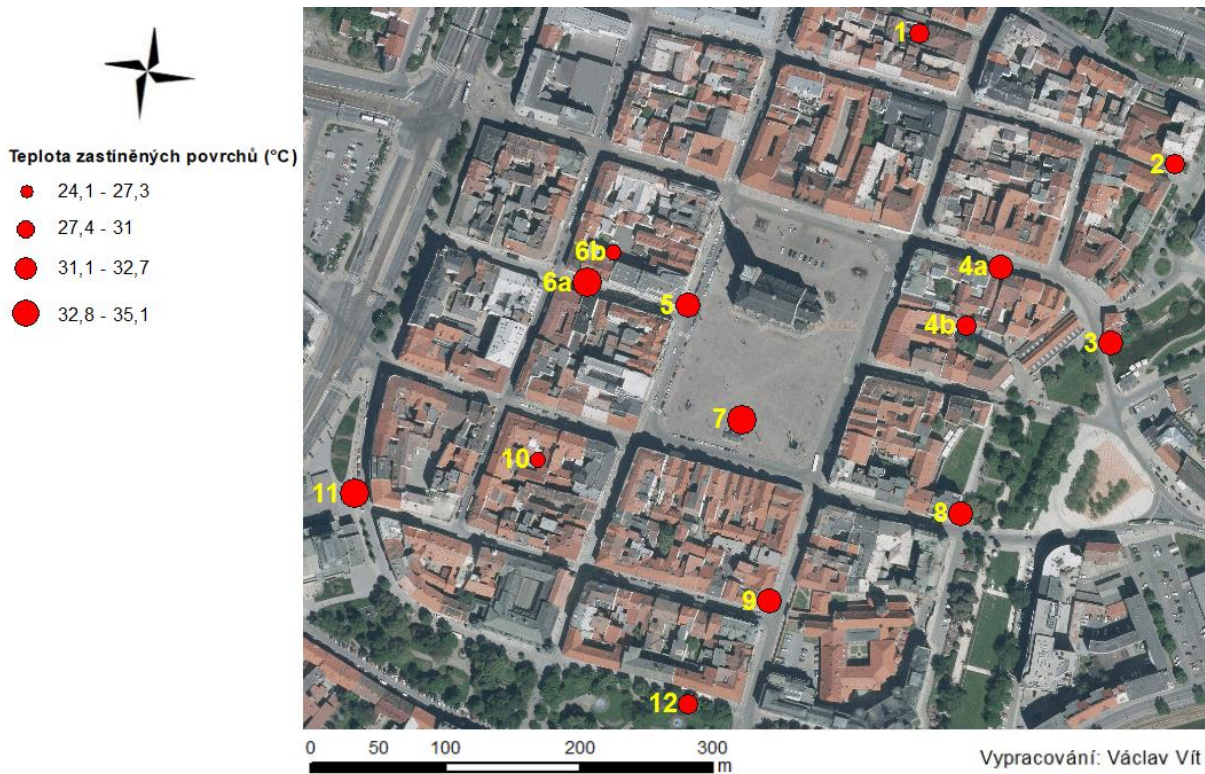 Teplota zastíněných povrchů (°C)
24,1 - 27,3
27,4 - 31
31,1 - 32,7
32,8 - 35,1
1
2
6b
4a
6a
5
4b
3
7
10
11
8
9
12
0 50 100 200 300
m
Vypracování: Václav Vít